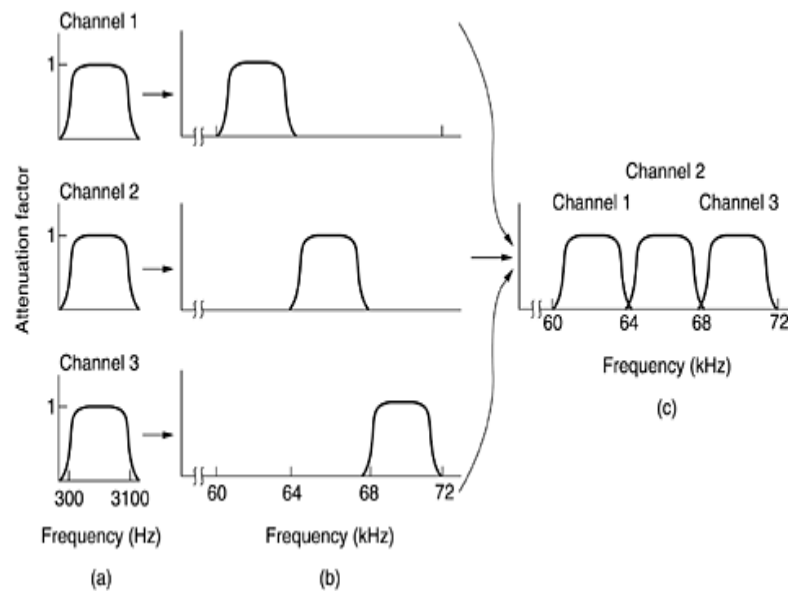 Channel 1
1
Channel 2
1
Channel 3
1
Attenuation factor
300 3100
Frequency (Hz)
(a)
60 64 68 72
Frequency (kHz)
(b)
Channel 2
Channel 1 Channel 3
60 64 68 72
Frequency (kHz)
(c)